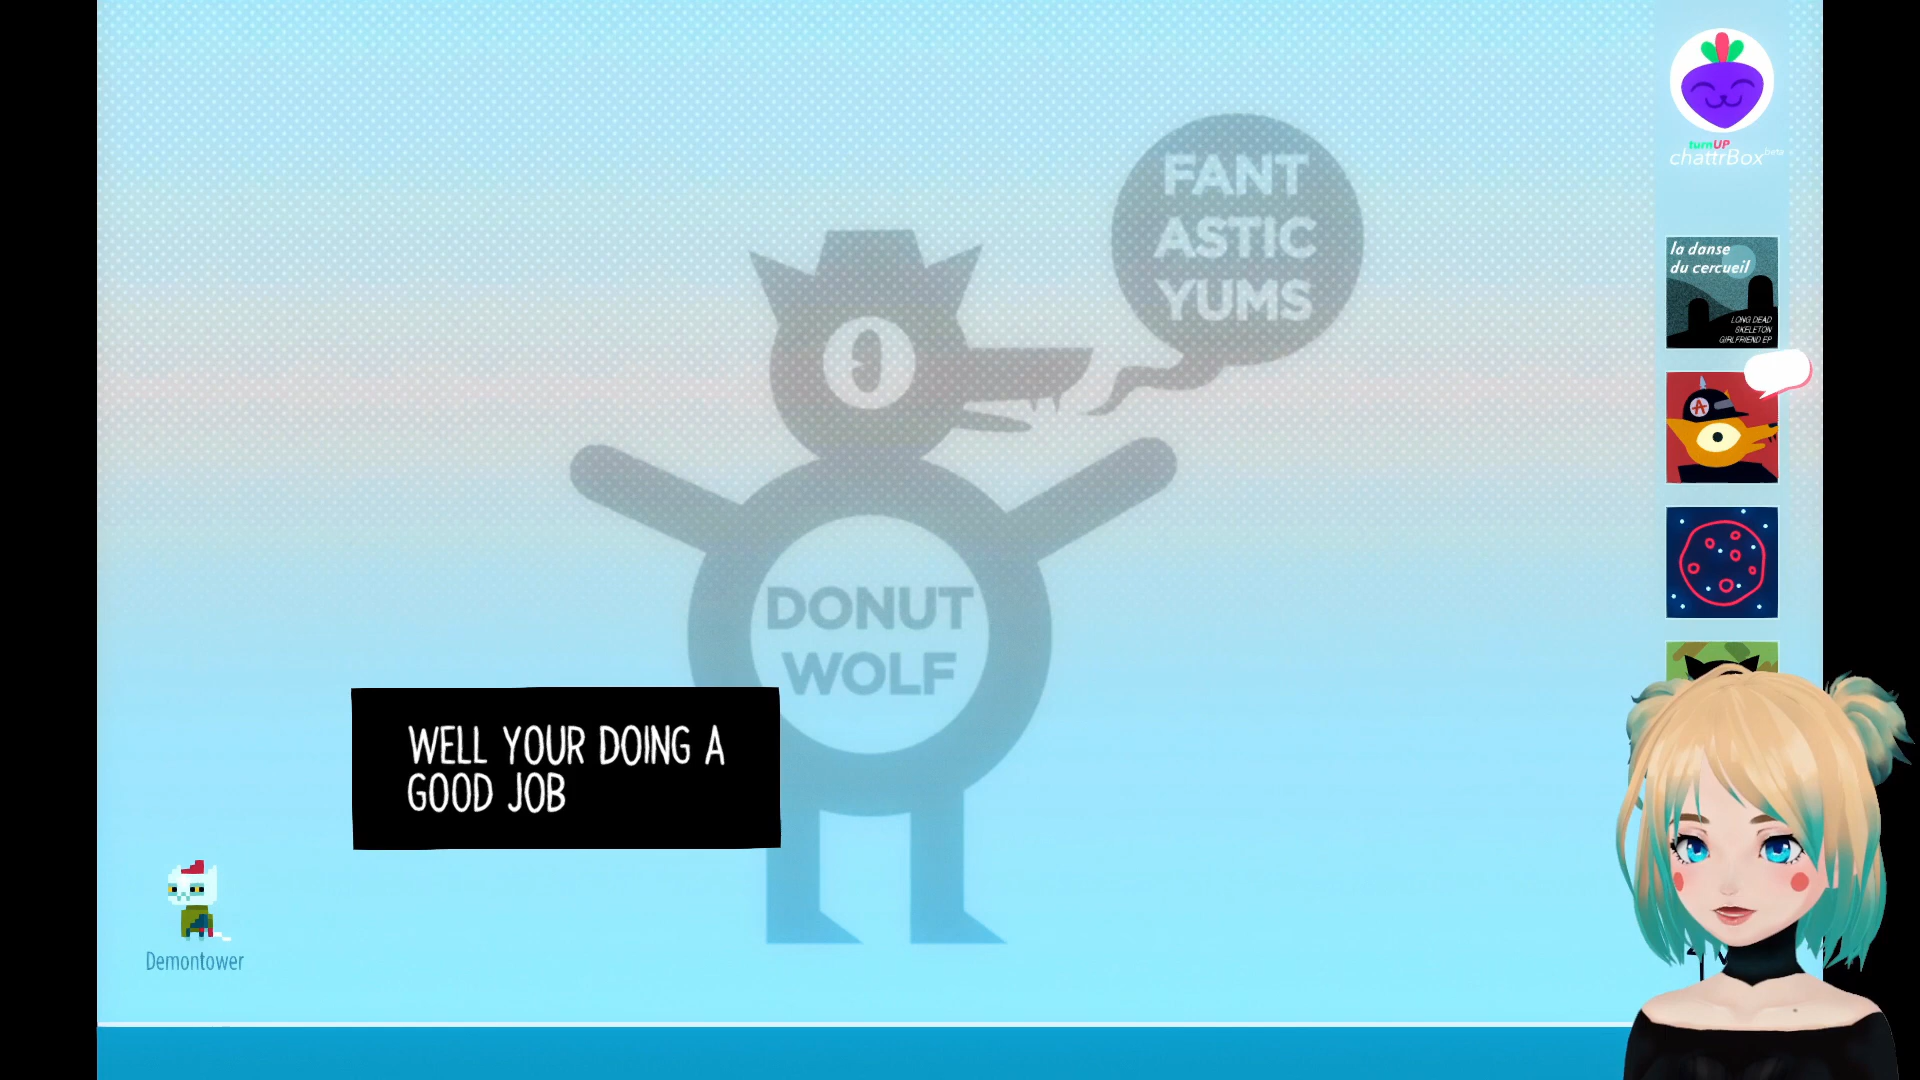 FANT
ASTIC
YUMS
DONUT
WOLF
turnUP
chattrBox beta
la danse
du cercueil
LONG DEAD
SKELETON
GIRLFRIEND EP
A
WELL YOUR DOING A
GOOD JOB
Demontower